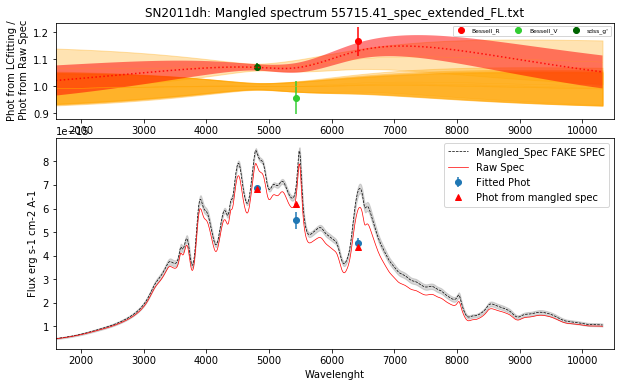 SN2011dh: Mangled spectrum 55715.41_spec_extended_FL.txt
Phot from LCfitting /
Phot from Raw Spec
1.2
1.1
1.0
0.9
Bessell_R
Bessell_V
sdss_g'
2000 3000 4000 5000 6000 7000 8000 9000 10000
Flux erg s-1 cm-2 A-1
8
7
6
5
4
3
2
1
Mangled_Spec FAKE SPEC
Raw Spec
Fitted Phot
Phot from mangled spec
2000 3000 4000 5000 6000 7000 8000 9000 10000
Wavelenght